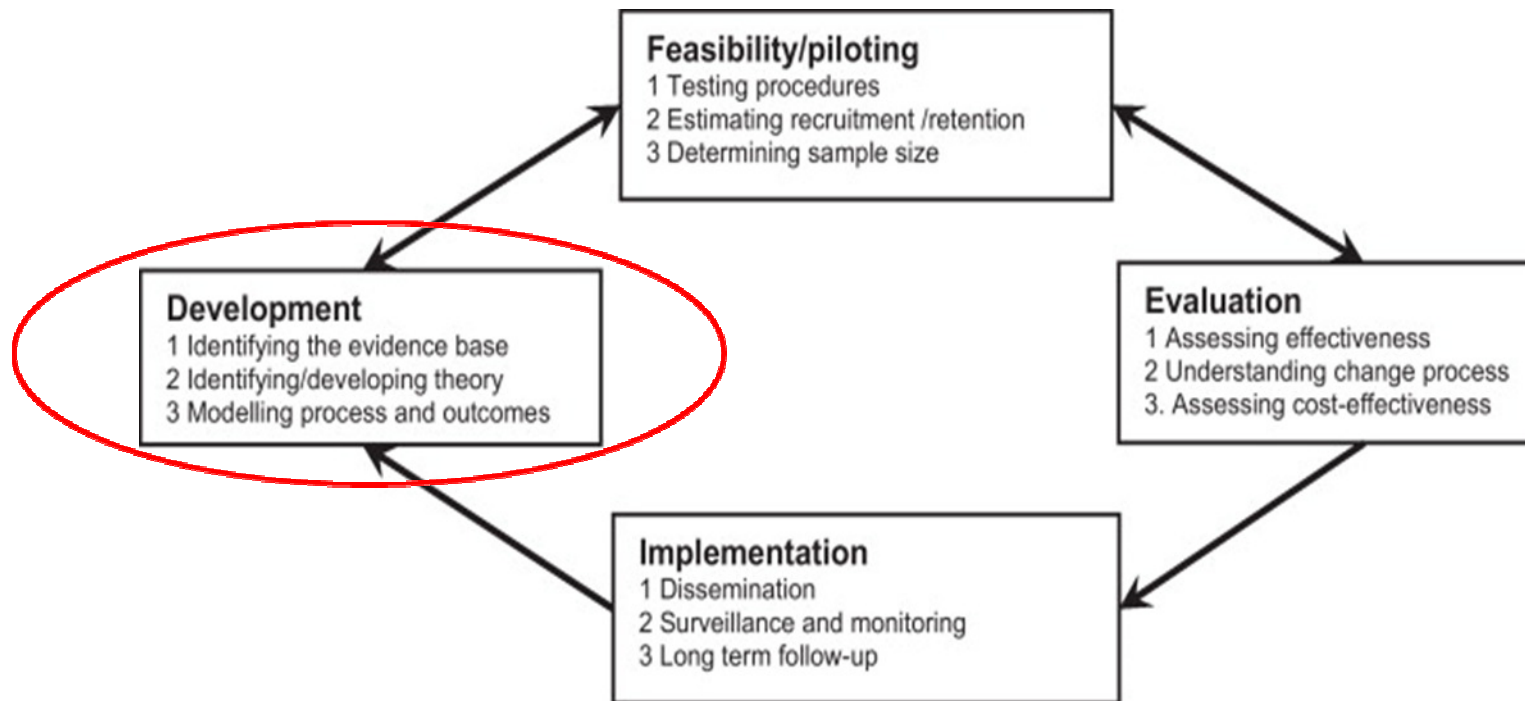 Feasibility/piloting
1 Testing procedures
2 Estimating recruitment /retention
3 Determining sample size
Development
1 Identifying the evidence base
2 Identifying/developing theory
3 Modelling process and outcomes
Evaluation
1 Assessing effectiveness
2 Understanding change process
3. Assessing cost-effectiveness
Implementation
1 Dissemination
2 Surveillance and monitoring
3 Long term follow-up